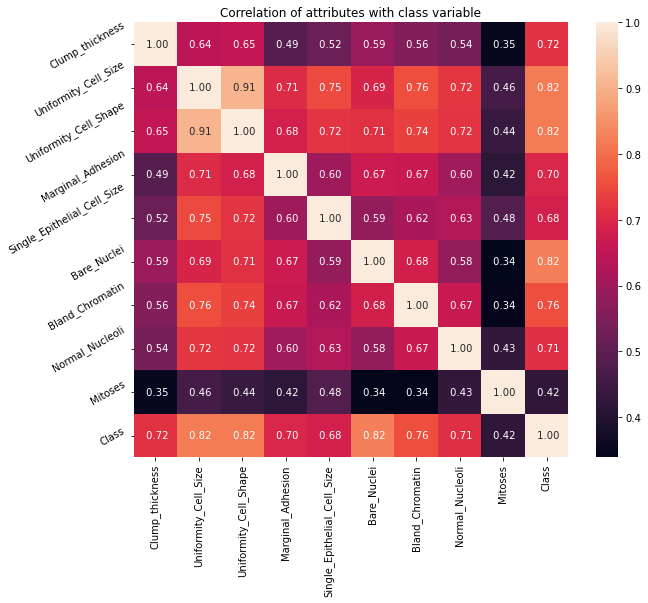 Correlation of attributes with class variable
Clump_thickness 1.00 0.64 0.65 0.49 0.52 0.59 0.56 0.54 0.35 0.72
Uniformity_Cell_Size 0.64 1.00 0.91 0.71 0.75 0.69 0.76 0.72 0.46 0.82
Uniformity_Cell_Shape 0.65 0.91 1.00 0.68 0.72 0.71 0.74 0.72 0.44 0.82
Marginal_Adhesion 0.49 0.71 0.68 1.00 0.60 0.67 0.67 0.60 0.42 0.70
Single_Epithelial_Cell_Size 0.52 0.75 0.72 0.60 1.00 0.59 0.62 0.63 0.48 0.68
Bare_Nuclei 0.59 0.69 0.71 0.67 0.59 1.00 0.68 0.58 0.34 0.82
Bland_Chromatin 0.56 0.76 0.74 0.67 0.62 0.68 1.00 0.67 0.34 0.76
Normal_Nucleoli 0.54 0.72 0.72 0.60 0.63 0.58 0.67 1.00 0.43 0.71
Mitoses 0.35 0.46 0.44 0.42 0.48 0.34 0.34 0.43 1.00 0.42
Class 0.72 0.82 0.82 0.70 0.68 0.82 0.76 0.71 0.42 1.00
Clump_thickness
Uniformity_Cell_Size
Uniformity_Cell_Shape
Marginal_Adhesion
Single_Epithelial_Cell_Size
Bare_Nuclei
Bland_Chromatin
Normal_Nucleoli
Mitoses
Class
1.0
0.9
0.8
0.7
0.6
0.5
0.4